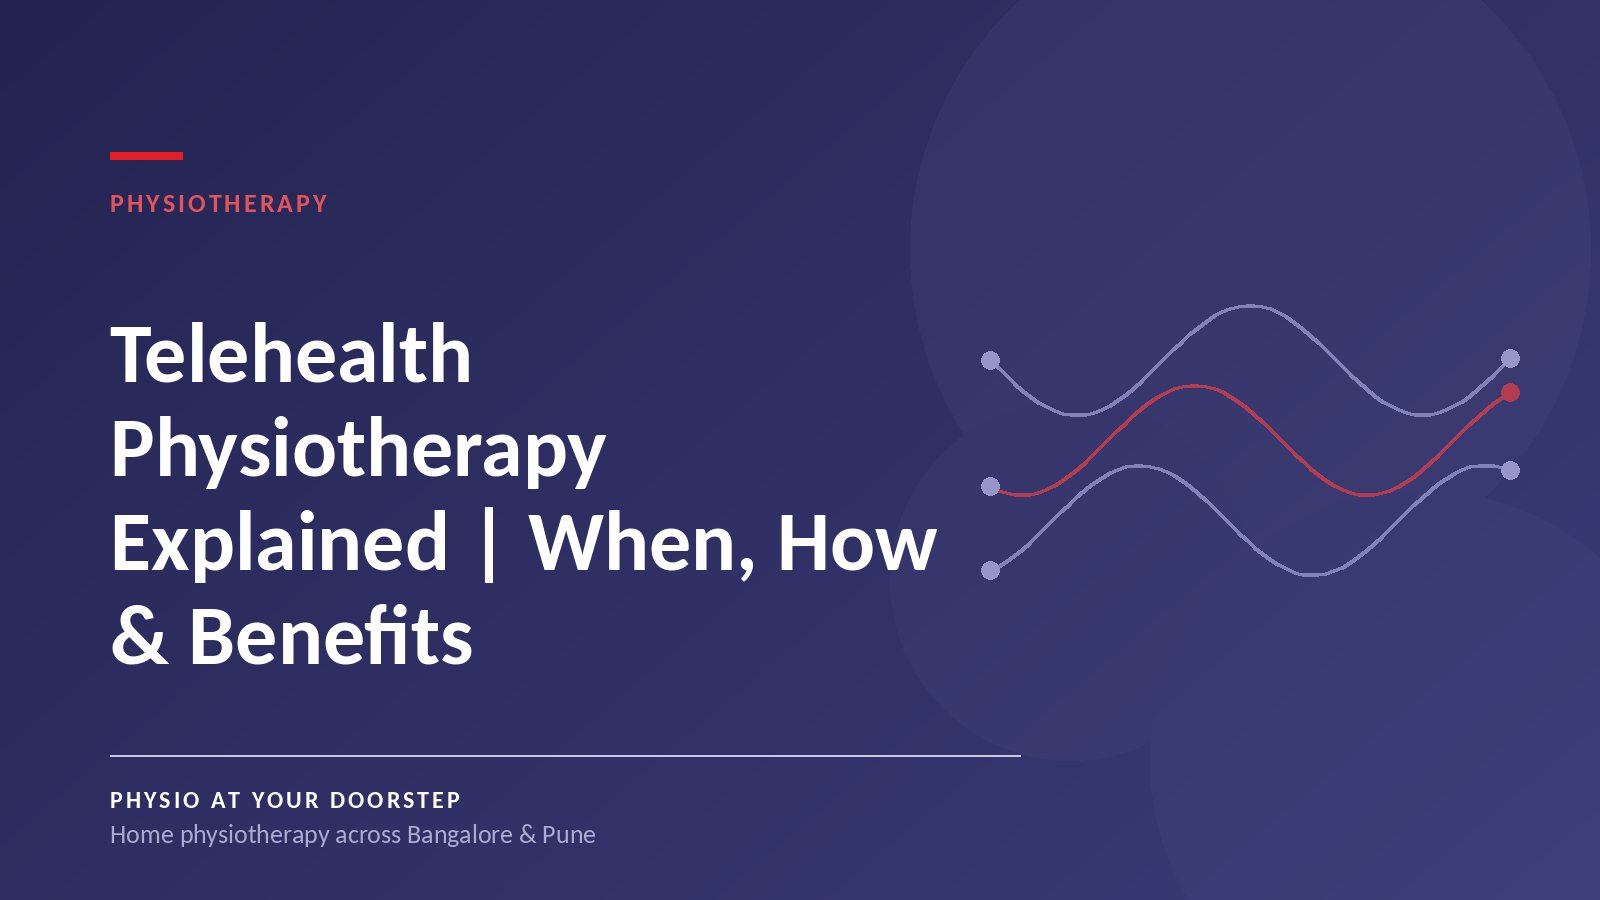 PHYSIOTHERAPY
Telehealth
Physiotherapy
Explained | When, How
& Benefits
PHYSIO AT YOUR DOORSTEP
Home physiotherapy across Bangalore & Pune